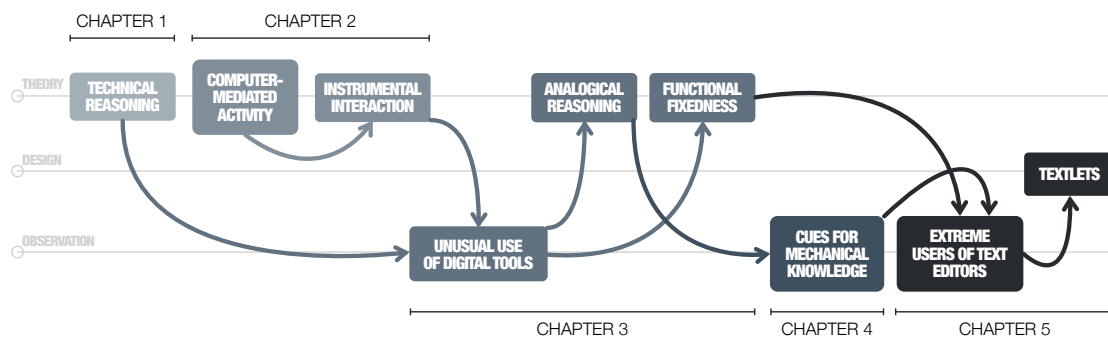 CHAPTER 1
CHAPTER 2
THEORY
TECHNICAL
REASONING
COMPUTER-
MEDIATED
ACTIVITY
INSTRUMENTAL
INTERACTION
ANALOGICAL
REASONING
FUNCTIONAL
FIXEDNESS
DESIGN
TEXTLETS
OBSERVATION
UNUSUAL USE
OF DIGITAL TOOLS
CUES FOR
MECHANICAL
KNOWLEDGE
EXTREME
USERS OF TEXT
EDITORS
CHAPTER 3
CHAPTER 4
CHAPTER 5